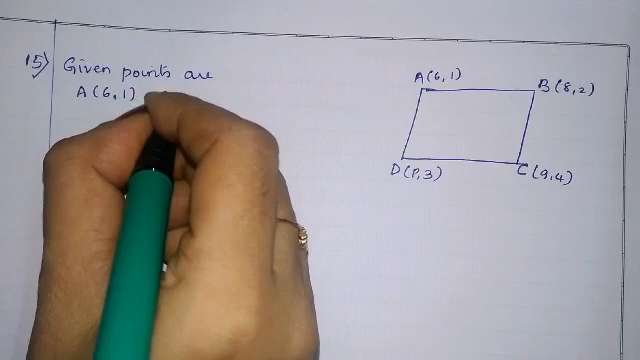 15) Given points are
A(6,1)
A(6,1)
B(8,2)
D(P,3)
C(9,4)